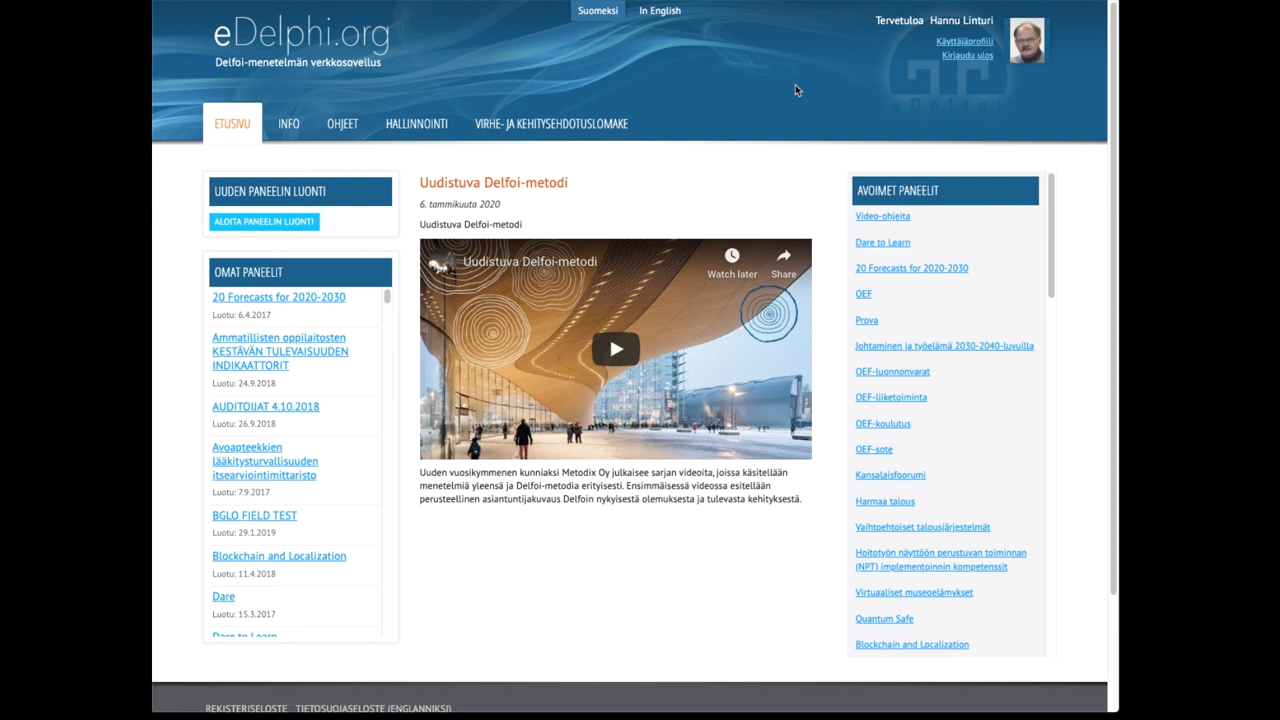 Suomeksi In English
eDelphi.org
Delfoi-menetelmän verkkosovellus
Tervetuloa Hannu Linturi
Käyttäjäprofiili
Kirjaudu ulos
eDelfoi
ETUSIVU INFO OHJEET HALLINNOINTI VIRHE- JA KEHITYSEHDOTUSLOMAKE
UUDEN PANEELIN LUONTI
ALOITA PANEELIN LUONTI
OMAT PANEELIT
20 Forecasts for 2020-2030
Luotu: 6.4.2017
Ammatillisten oppilaitosten
KESTÄVÄN TULEVAISUUDEN
INDIKAATTORIT
Luotu: 24.9.2018
AUDITOIJAT 4.10.2018
Luotu: 26.9.2018
Avoapteekkien
lääkitysturvallisuuden
itsearviointimittaristo
Luotu: 7.9.2017
BGLO FIELD TEST
Luotu: 29.1.2019
Blockchain and Localization
Luotu: 11.4.2018
Dare
Luotu: 15.3.2017
Dare to Learn
Uudistuva Delfoi-metodi
6. tammikuuta 2020
Uudistuva Delfoi-metodi
Uudistuva Delfoi-metodi
Watch later Share
Uuden vuosikymmenen kunniaksi Metodix Oy julkaisee sarjan videoita, joissa käsitellään
menetelmiä yleensä ja Delfoi-metodia erityisesti. Ensimmäisessä videossa esitellään
perusteellinen asiantuntijakuvaus Delfoin nykyisestä olemuksesta ja tulevasta kehityksestä.
AVOIMET PANEELIT
Video-ohjeita
Dare to Learn
20 Forecasts for 2020-2030
OEF
Prova
Johtaminen ja työelämä 2030-2040-luvuilla
OEF-luonnonvarat
OEF-liiketoiminta
OEF-koulutus
OEF-sote
Kansalaisfoorumi
Harmaa talous
Vaihtoehtoiset talousjärjestelmät
Hoitotyön näyttöön perustuvan toiminnan
(NPT) implementoinnin kompetenssit
Virtuaaliset museoelämykset
Quantum Safe
Blockchain and Localization
REKISTERISELOSTE TIETOSUOJASELOSTE (ENGLANNIKSI)